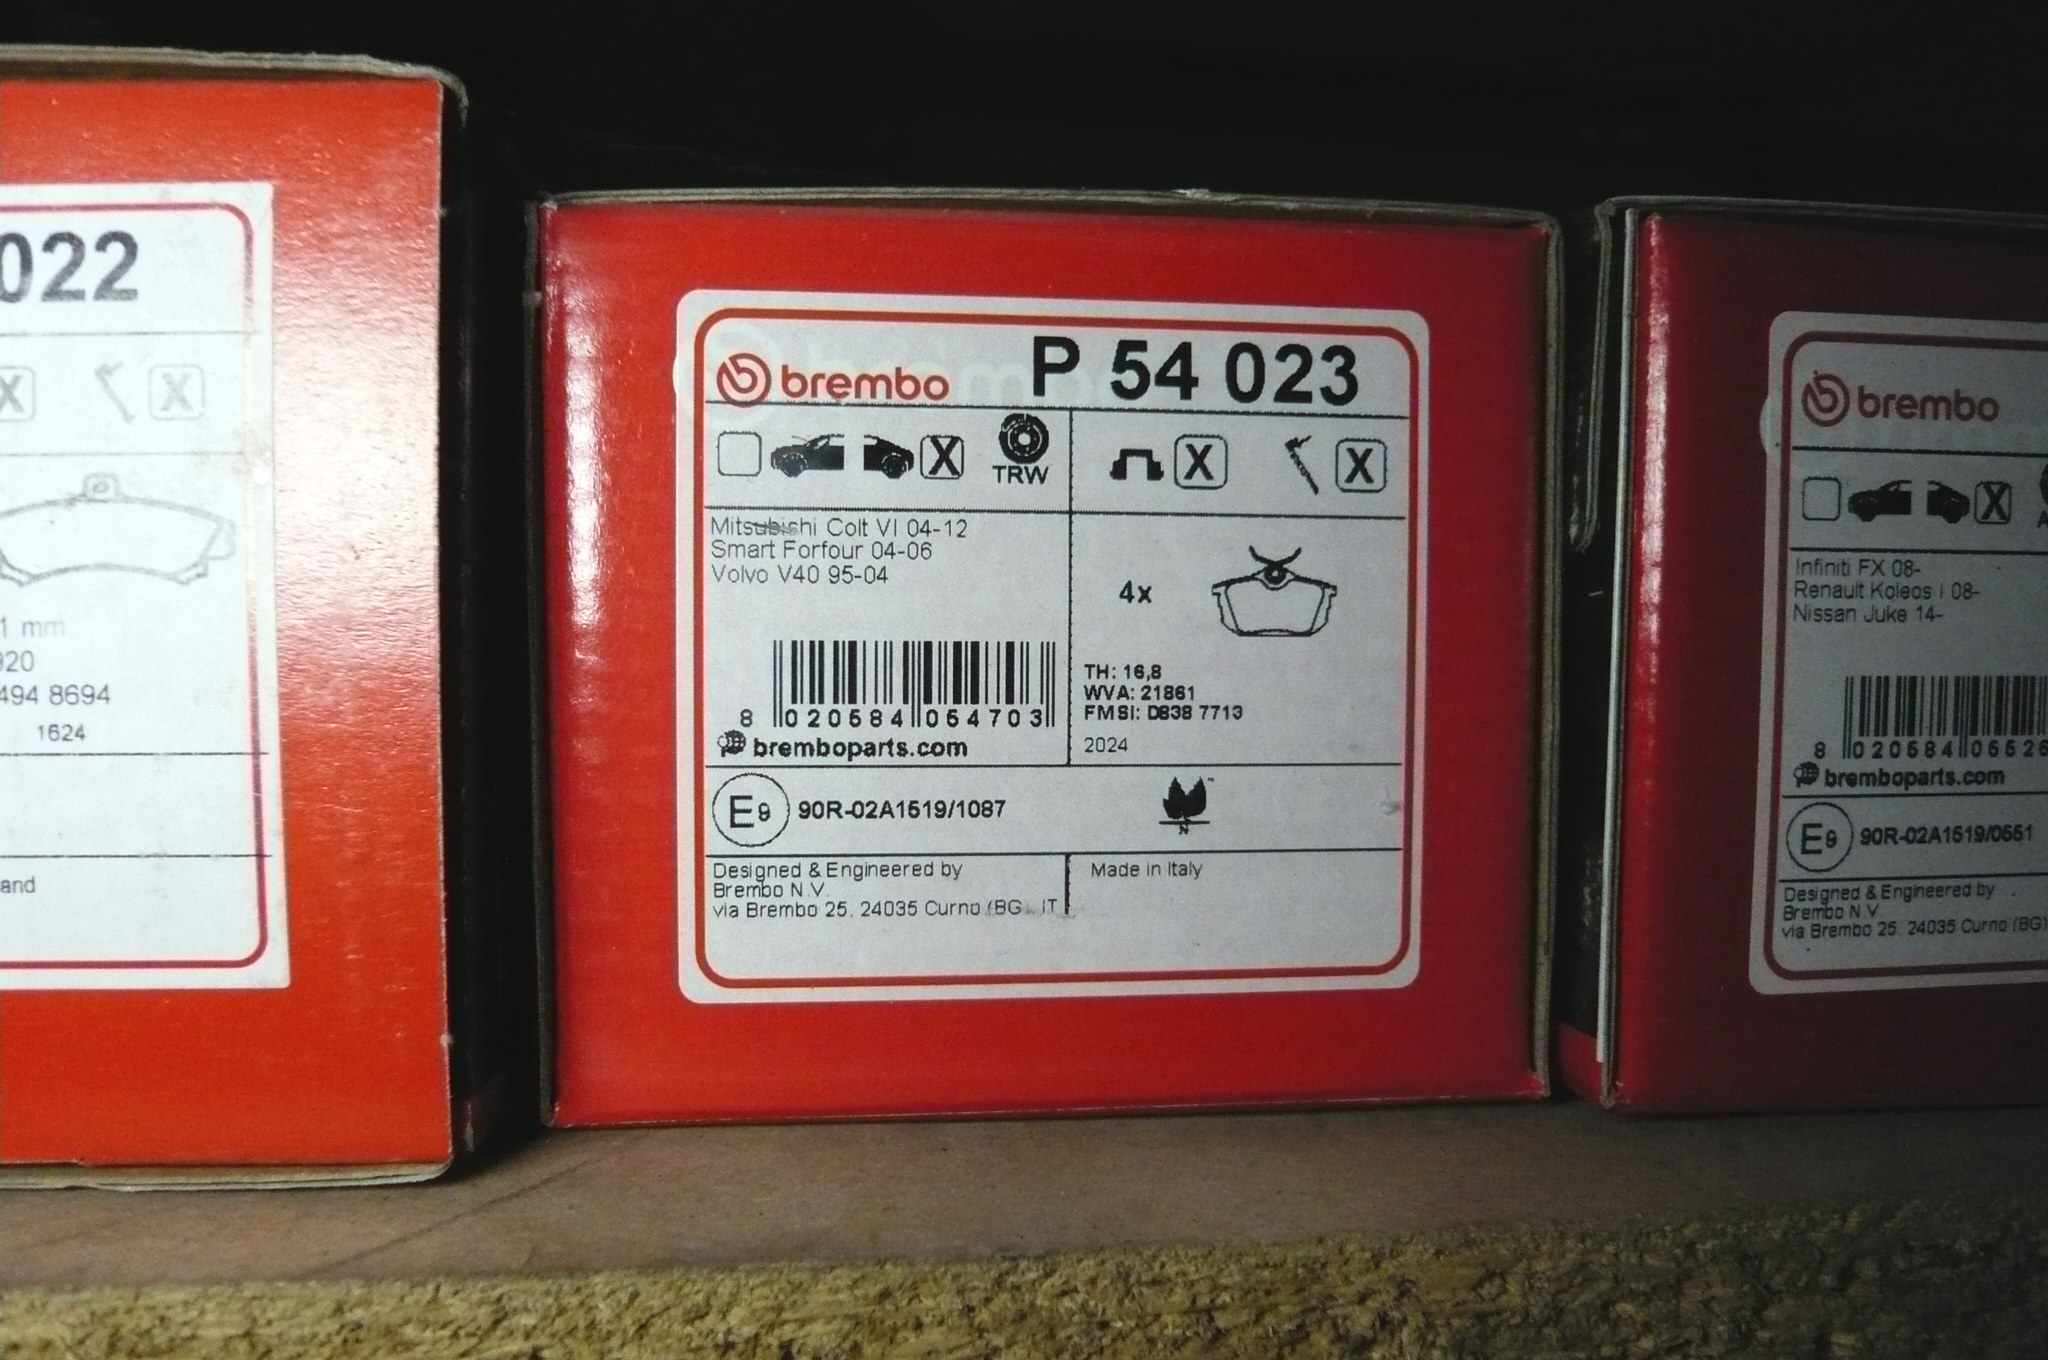 022
X X
1 mm
920
494 8694
1624
and
brembo P 54 023
X TRW X X
Mitsubishi Colt VI 04-12
Smart Forfour 04-06
Volvo V40 95-04
4x
8 020584 054703
bremboparts.com
TH: 16,8
WVA: 21861
FMSI: D838 7713
2024
E9 90R-02A1519/1087
N
Designed & Engineered by
Brembo N.V.
via Brembo 25. 24035 Curno (BG IT
Made in Italy
brembo
X
Infiniti FX 08-
Renault Koleos I 08-
Nissan Juke 14-
8 020584 05526
bremboparts.com
E9 90R-02A1519/0551
Designed & Engineered by
Brembo N.V.
via Brembo 25. 24035 Curno (BG)